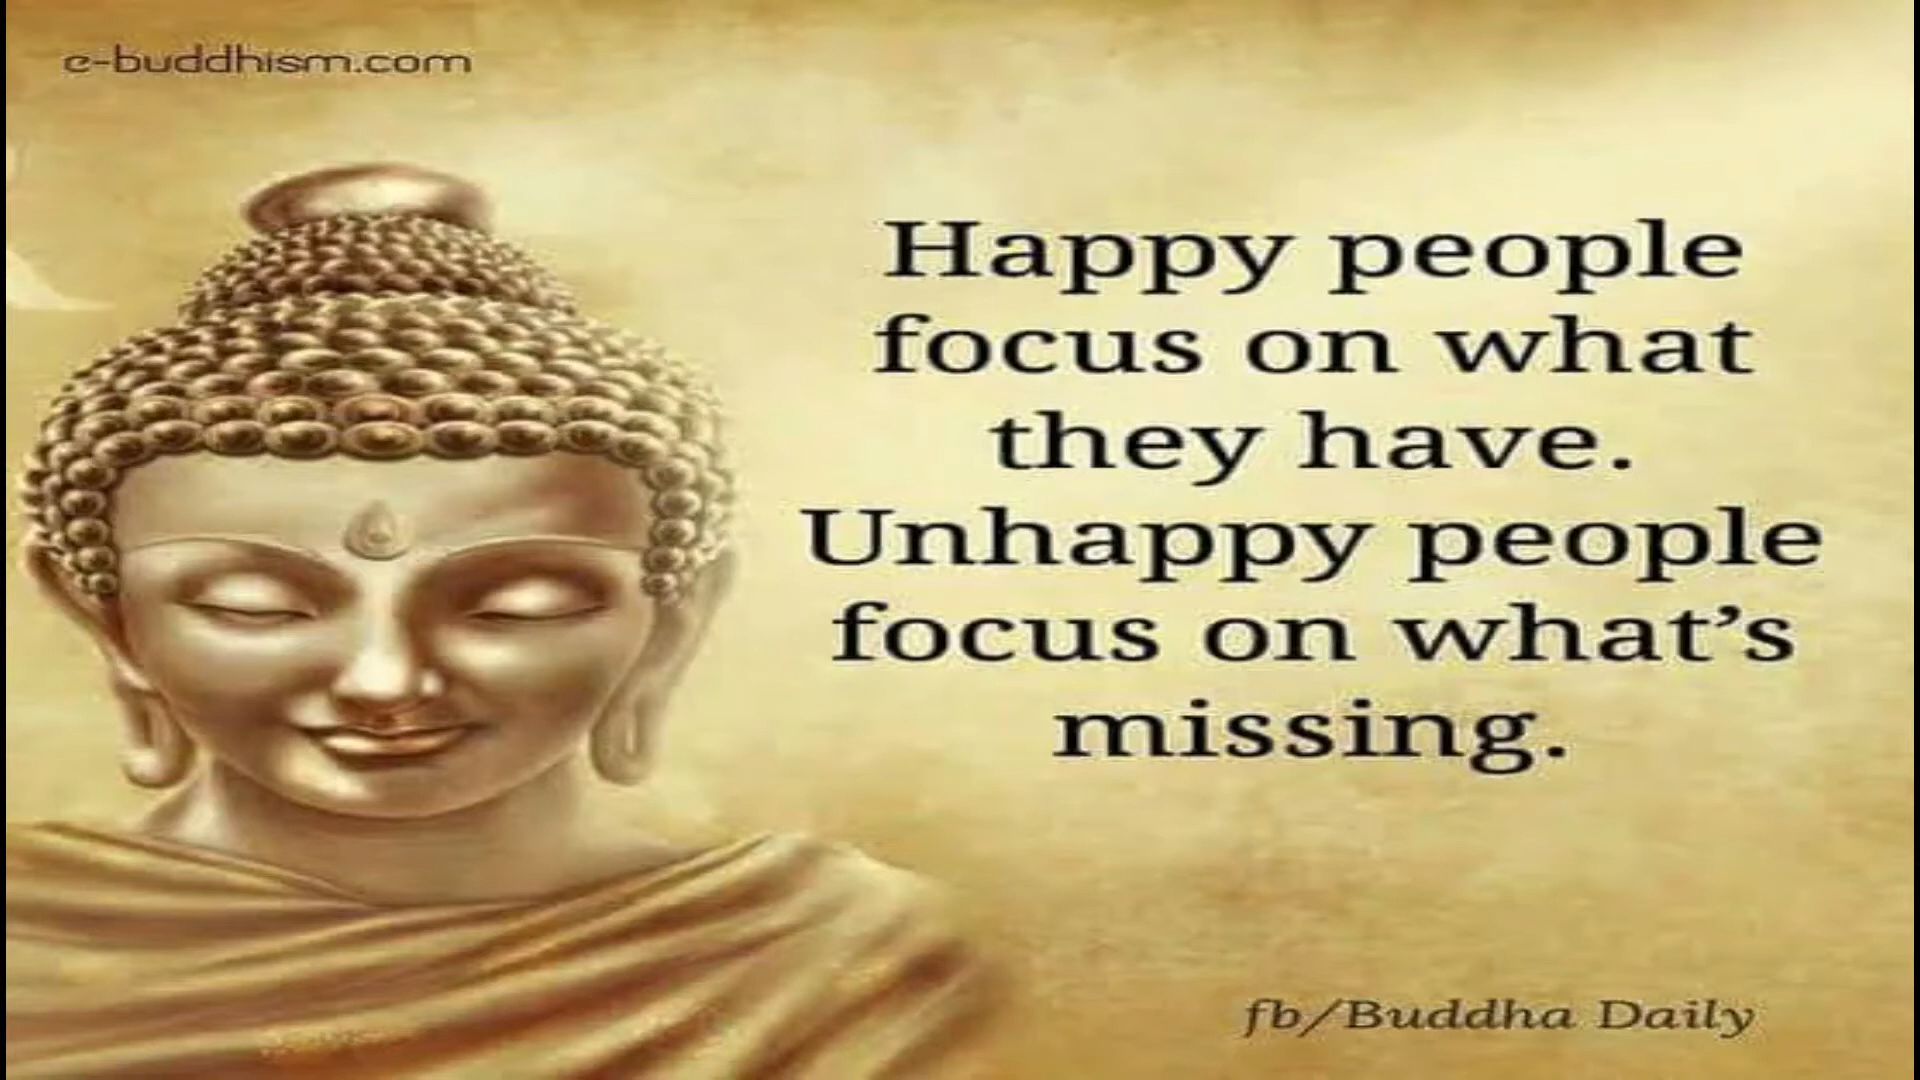 e-buddhism.com
Happy people
focus on what
they have.
Unhappy people
focus on what's
missing.
fb/Buddha Daily